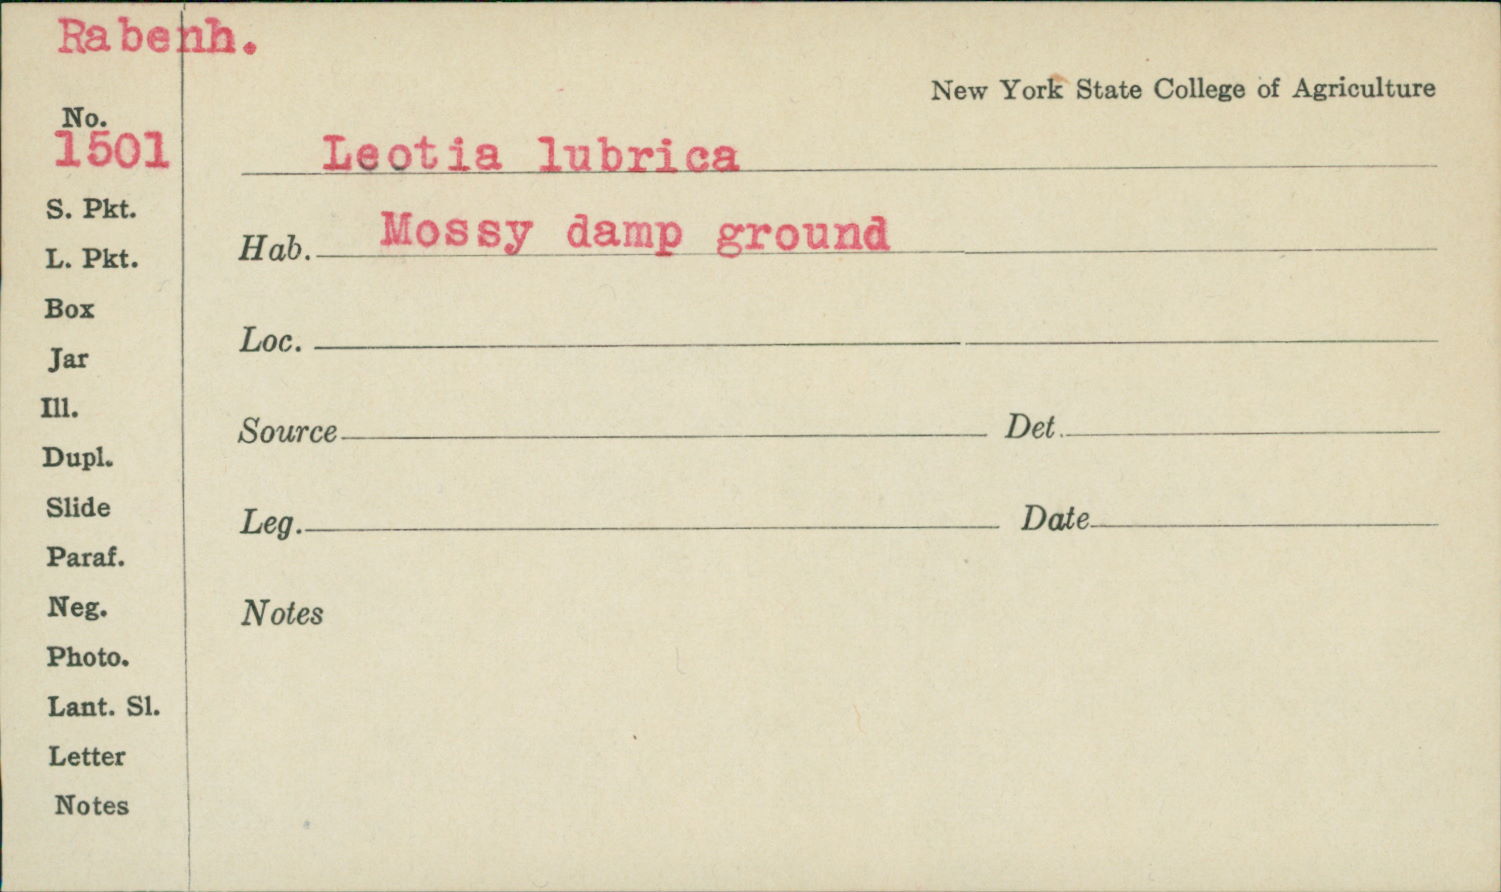 Rabenh.
New York State College of Agriculture
No.
1501
Leotia lubrica
S. Pkt.
Hab. Mossy damp ground
L. Pkt.
Box
Loc.
Jar
Ill.
Source Det.
Dupl.
Slide
Leg. Date
Paraf.
Neg.
Notes
Photo.
Lant. Sl.
Letter
Notes